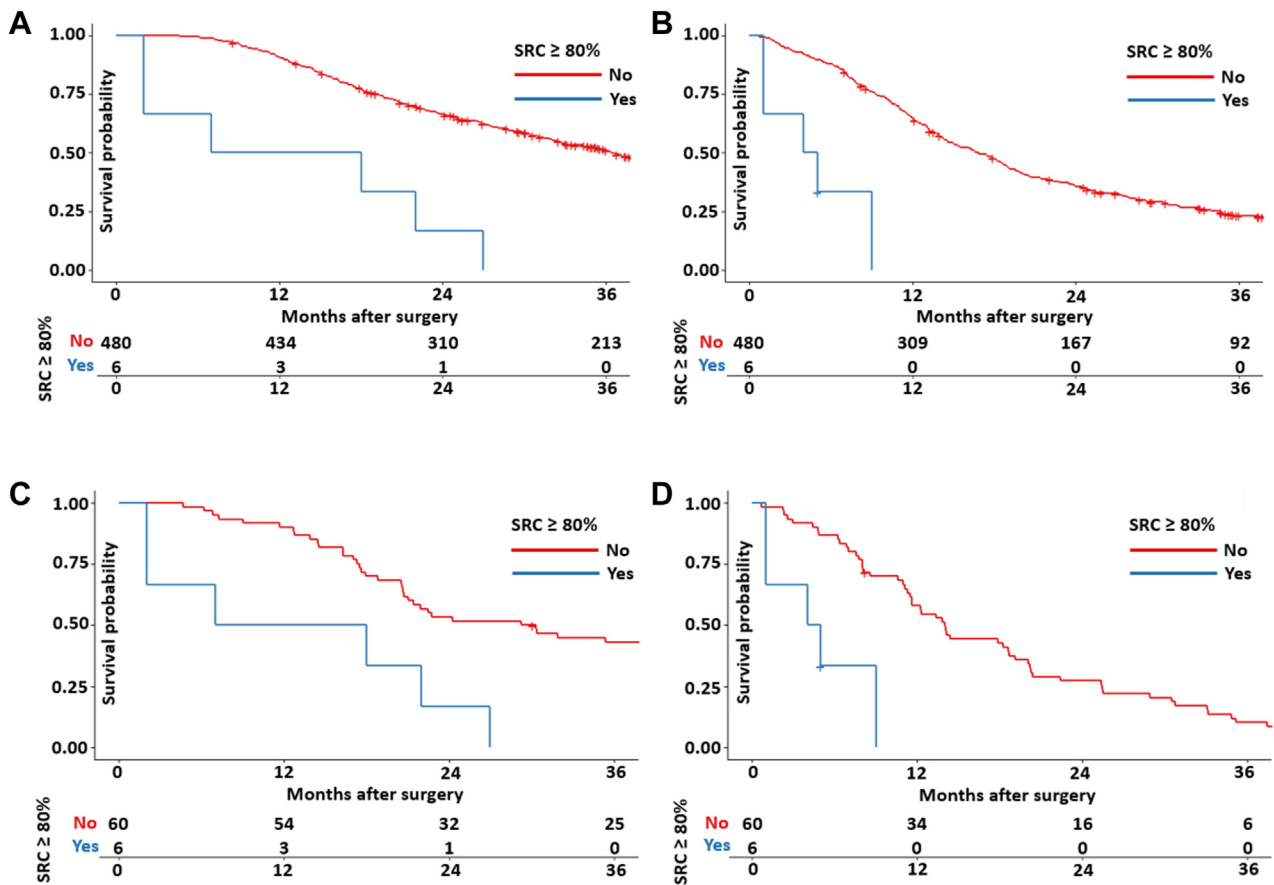 A
1.00
0.75
0.50
0.25
0.00
Survival probability
SRC ≥ 80%
No
Yes
0 12 24 36
Months after surgery
SRC ≥ 80%
No 480 434 310 213
Yes 6 3 1 0
0 12 24 36
B
1.00
0.75
0.50
0.25
0.00
Survival probability
SRC ≥ 80%
No
Yes
0 12 24 36
Months after surgery
SRC ≥ 80%
No 480 309 167 92
Yes 6 0 0 0
0 12 24 36
C
1.00
0.75
0.50
0.25
0.00
Survival probability
SRC ≥ 80%
No
Yes
0 12 24 36
Months after surgery
SRC ≥ 80%
No 60 54 32 25
Yes 6 3 1 0
0 12 24 36
D
1.00
0.75
0.50
0.25
0.00
Survival probability
SRC ≥ 80%
No
Yes
0 12 24 36
Months after surgery
SRC ≥ 80%
No 60 34 16 6
Yes 6 0 0 0
0 12 24 36